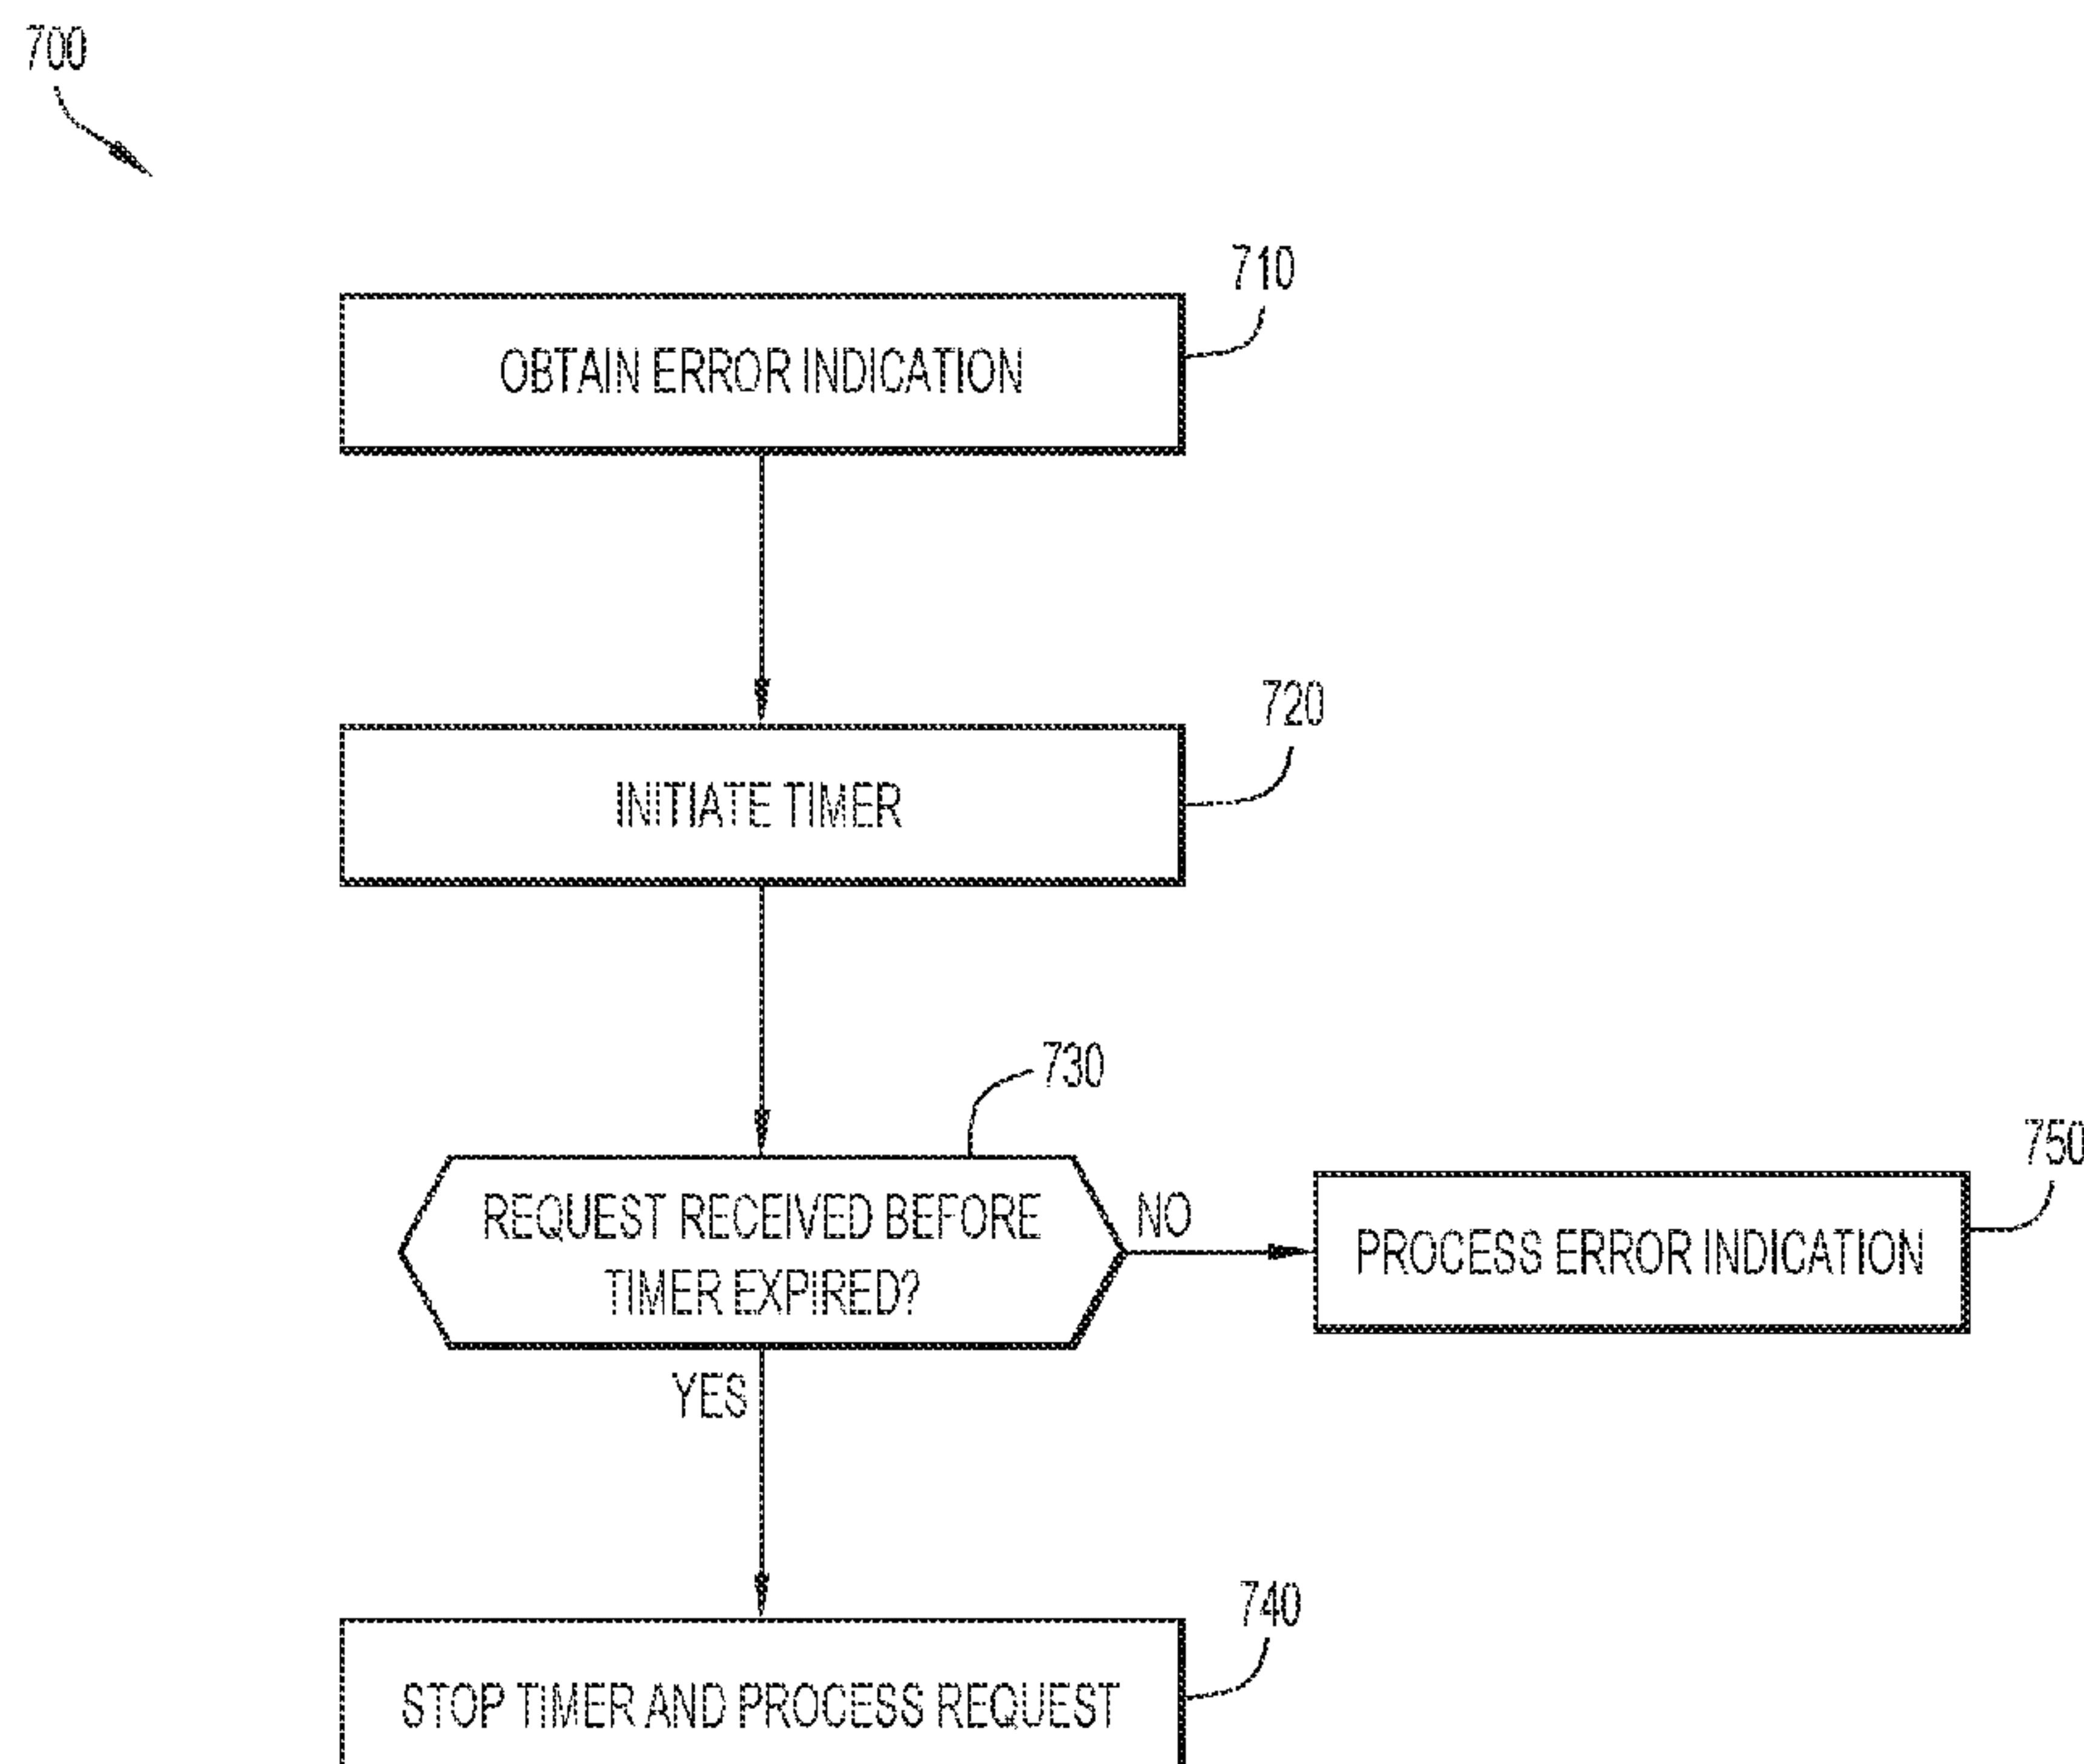 700
710
OBTAIN ERROR INDICATION
720
INITIATE TIMER
730
REQUEST RECEIVED BEFORE
TIMER EXPIRED?
NO
750
PROCESS ERROR INDICATION
YES
740
STOP TIMER AND PROCESS REQUEST